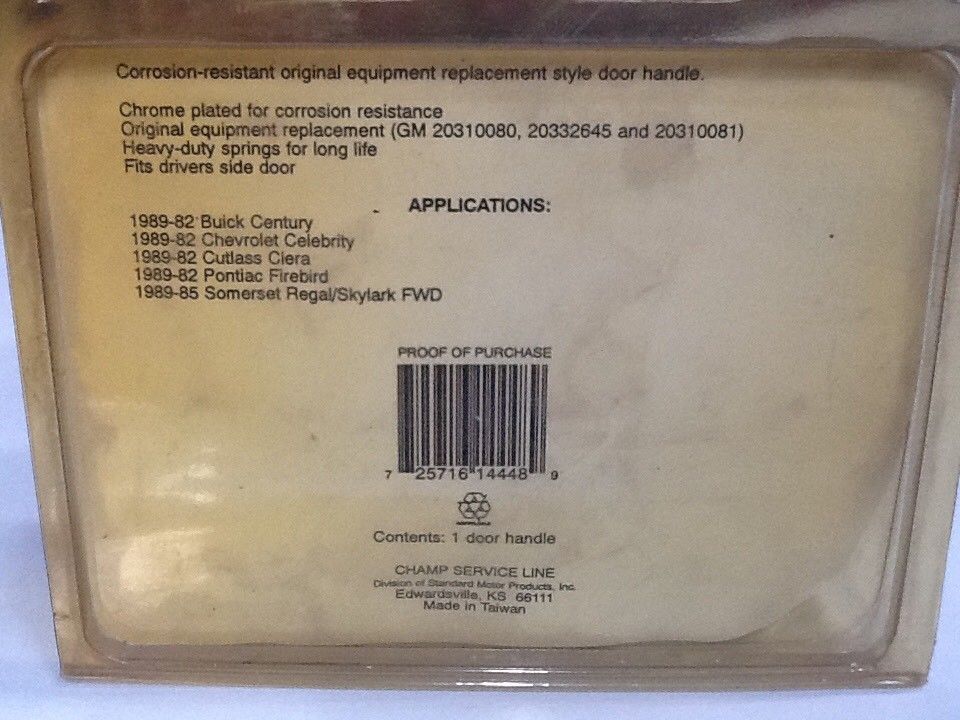 Corrosion-resistant original equipment replacement style door handle.
Chrome plated for corrosion resistance
Original equipment replacement (GM 20310080, 20332645 and 20310081)
Heavy-duty springs for long life
Fits drivers side door
APPLICATIONS:
1989-82 Buick Century
1989-82 Chevrolet Celebrity
1989-82 Cutlass Ciera
1989-82 Pontiac Firebird
1989-85 Somerset Regal/Skylark FWD
PROOF OF PURCHASE
7 25716 14448 9
Contents: 1 door handle
CHAMP SERVICE LINE
Division of Standard Motor Products, Inc.
Edwardsville, KS 66111
Made in Taiwan